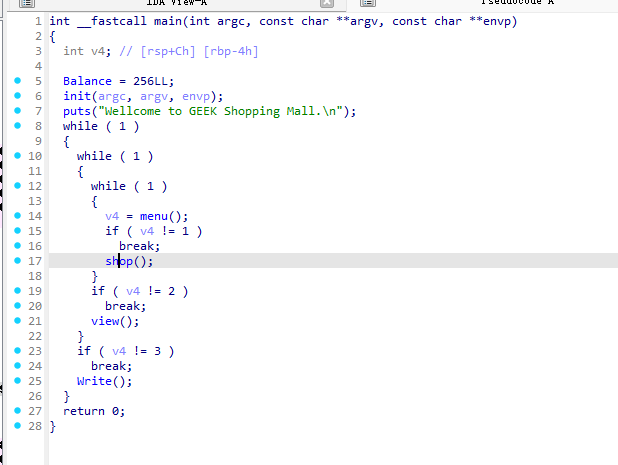 IDA View-A Pseudocode A
1 int __fastcall main(int argc, const char **argv, const char **envp)
2 {
3 int v4; // [rsp+Ch] [rbp-4h]
4
5 Balance = 256LL;
6 init(argc, argv, envp);
7 puts("Wellcome to GEEK Shopping Mall.\n");
8 while ( 1 )
9 {
10 while ( 1 )
11 {
12 while ( 1 )
13 {
14 v4 = menu();
15 if ( v4 != 1 )
16 break;
17 shop();
18 }
19 if ( v4 != 2 )
20 break;
21 view();
22 }
23 if ( v4 != 3 )
24 break;
25 Write();
26 }
27 return 0;
28 }